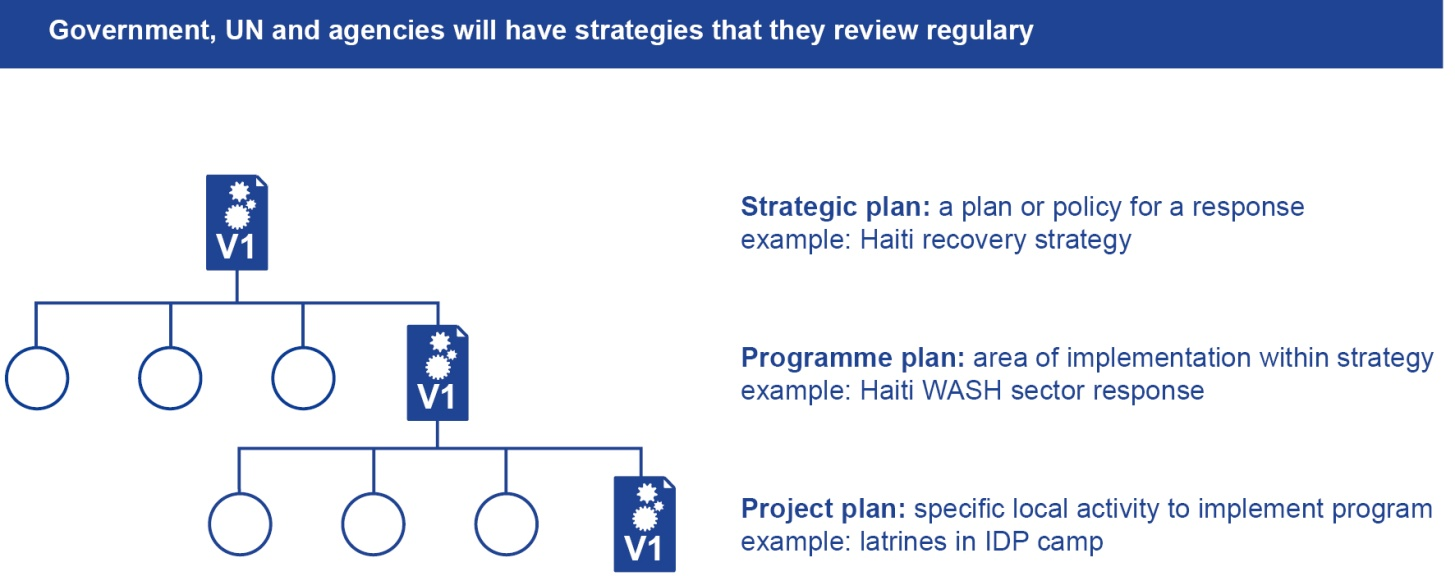 Government, UN and agencies will have strategies that they review regulary
V1
Strategic plan: a plan or policy for a response
example: Haiti recovery strategy
V1
Programme plan: area of implementation within strategy
example: Haiti WASH sector response
V1
Project plan: specific local activity to implement program
example: latrines in IDP camp